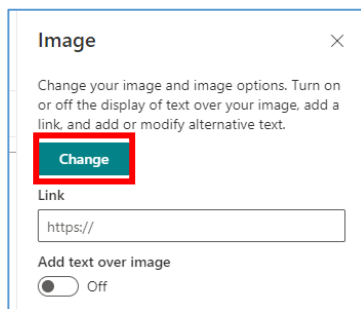 Image
Change your image and image options. Turn on
or off the display of text over your image, add a
link, and add or modify alternative text.
Change
Link
https://
Add text over image
Off